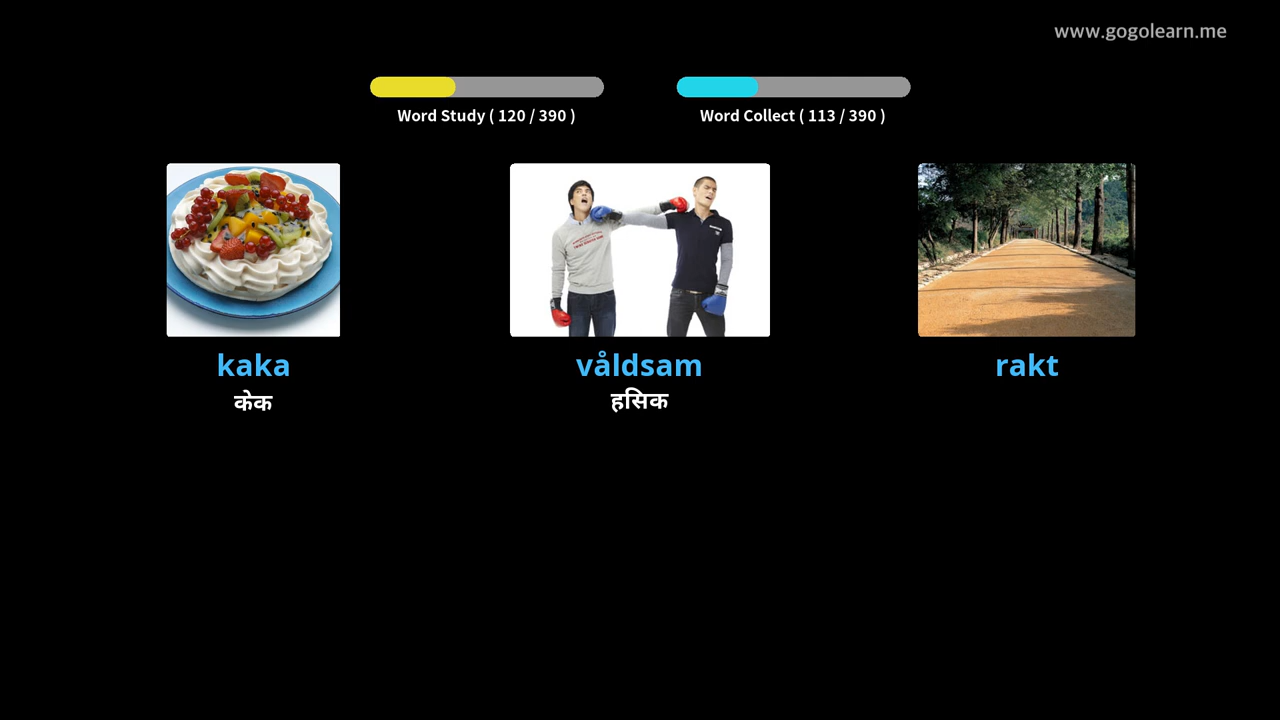 www.gogolearn.me
Word Study ( 120 / 390 )
Word Collect ( 113 / 390 )
kaka
våldsam
rakt
केक
हसिक